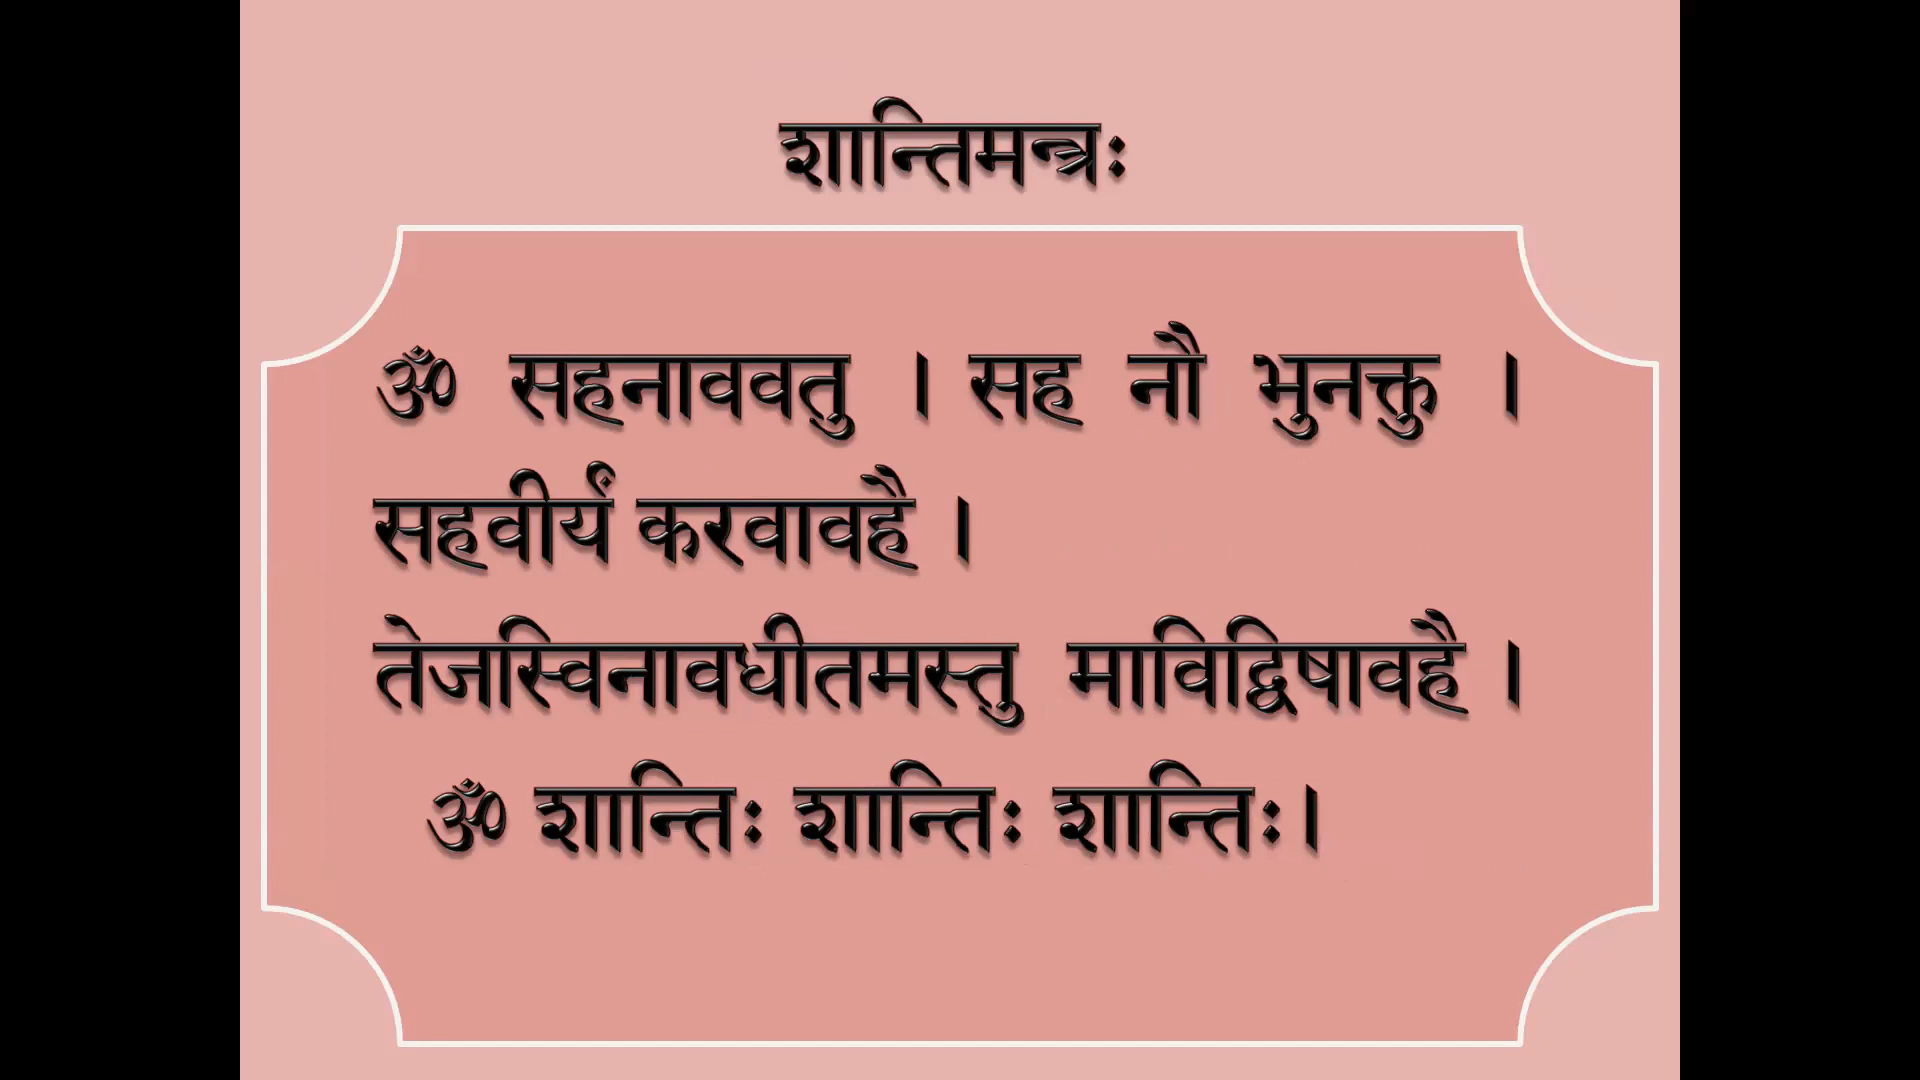 शान्तिमन्त्रः
ॐ सहनाववतु । सह नौ भुनक्तु ।
सहवीर्यं करवावहै ।
तेजस्विनावधीतमस्तु माविद्विषावहै ।
ॐ शान्तिः शान्तिः शान्तिः।